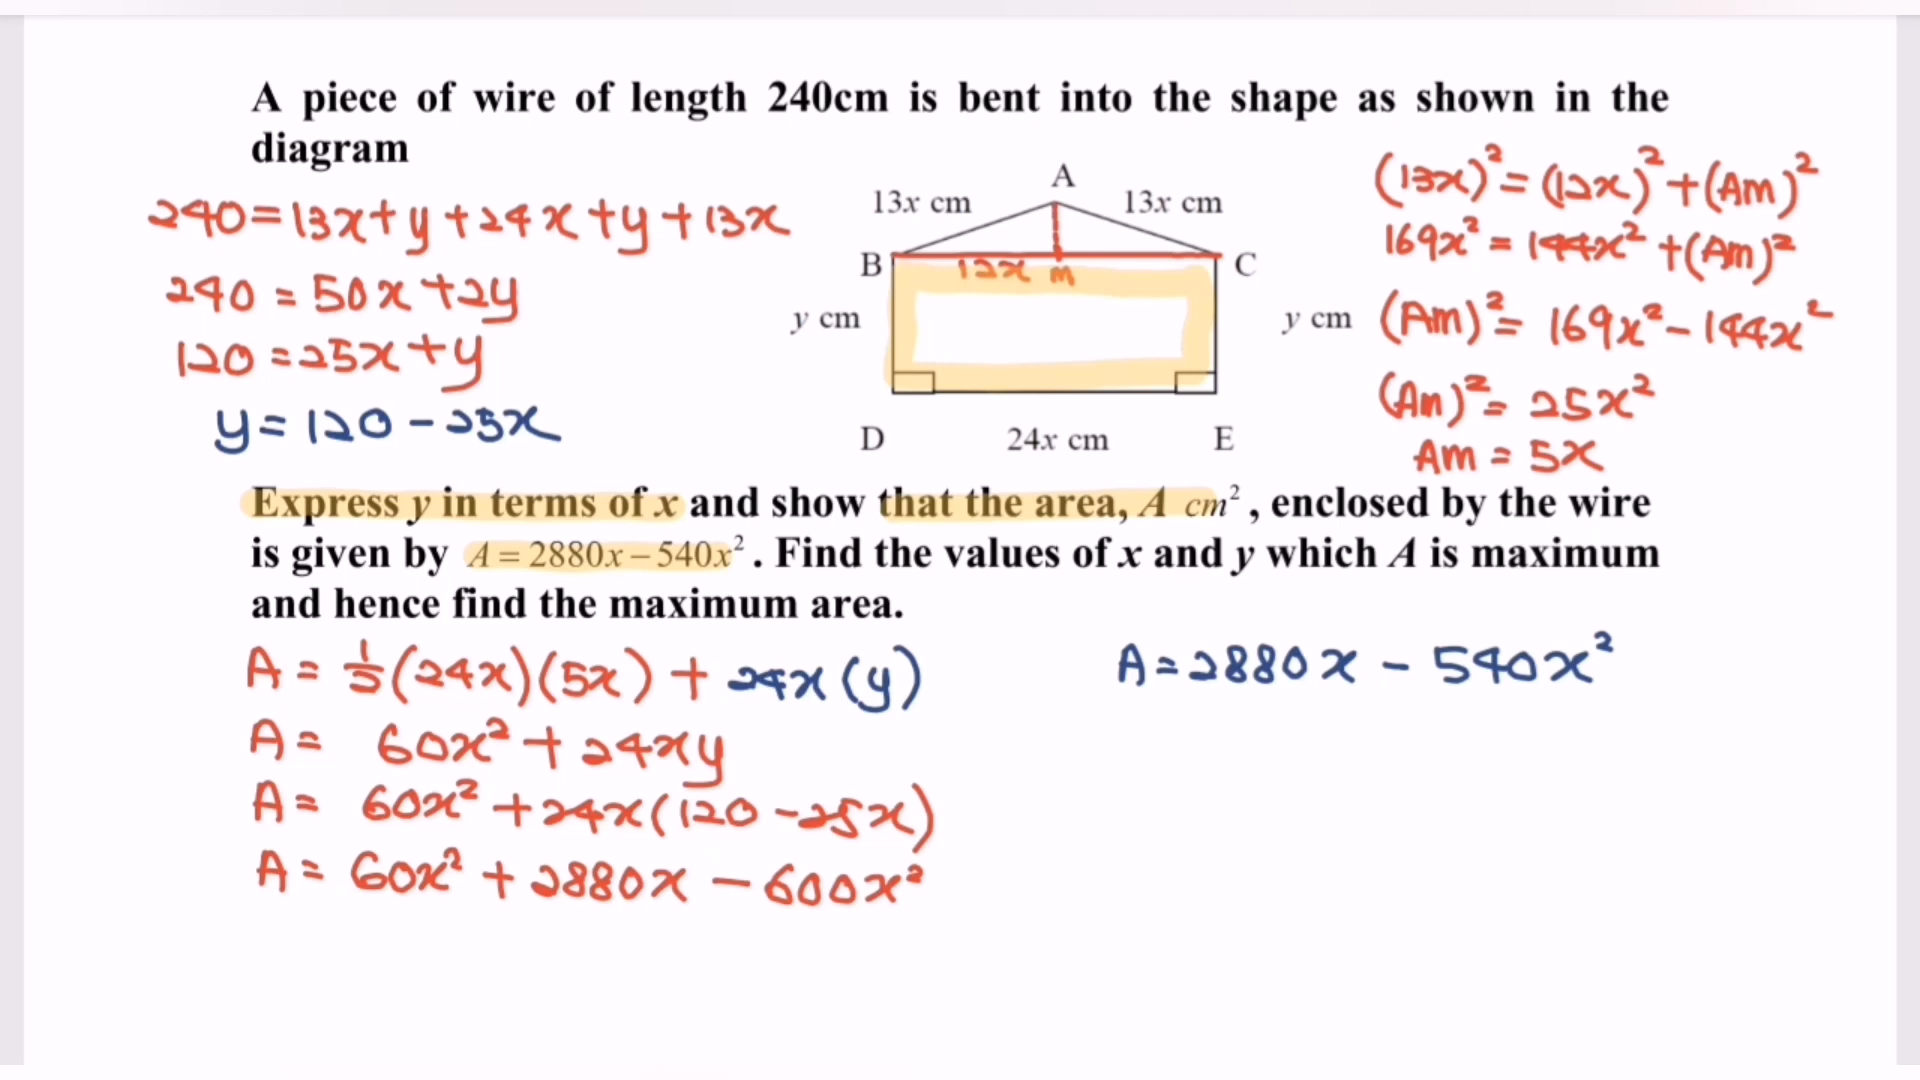 A piece of wire of length 240cm is bent into the shape as shown in the
diagram
240=13x+y+24x+y+13x
240 = 50x+2y
120 =25x+y
y= 120 -25x
A
13x cm
13x cm
B
12x m
C
y cm
y cm
D
24x cm
E
(13x)²=(12x)²+(Am)²
169x² = 144x² +(Am)²
(Am)²= 169x²-144x²
(Am)²= 25x²
Am = 5x
Express y in terms of x and show that the area, A cm², enclosed by the wire
is given by A = 2880x – 540x². Find the values of x and y which A is maximum
and hence find the maximum area.
A = ½(24x)(5x) + 24x(y)
A= 60x²+24xy
A= 60x²+24x(120-25x)
A= 60x²+2880x-600x²
A=2880x - 540x²